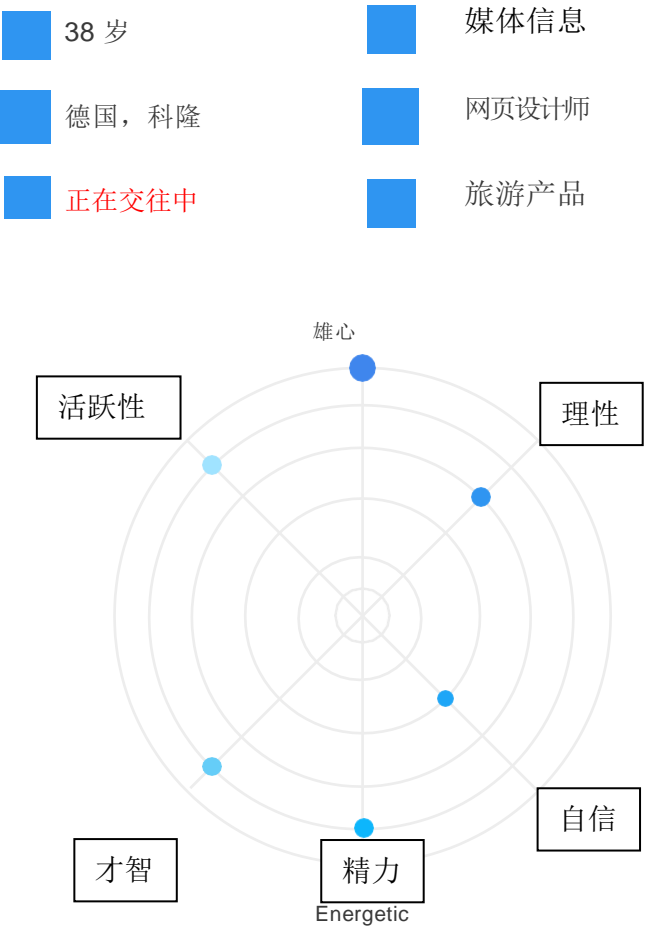 38 岁
媒体信息
德国，科隆
网页设计师
正在交往中
旅游产品
雄心
活跃性
理性
自信
才智
精力
Energetic